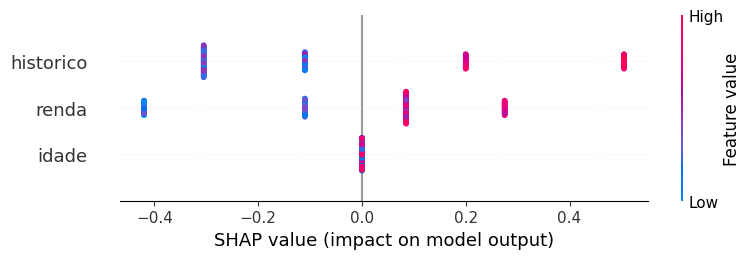 High
historico
renda
idade
Feature value
Low
−0.4 −0.2 0.0 0.2 0.4
SHAP value (impact on model output)